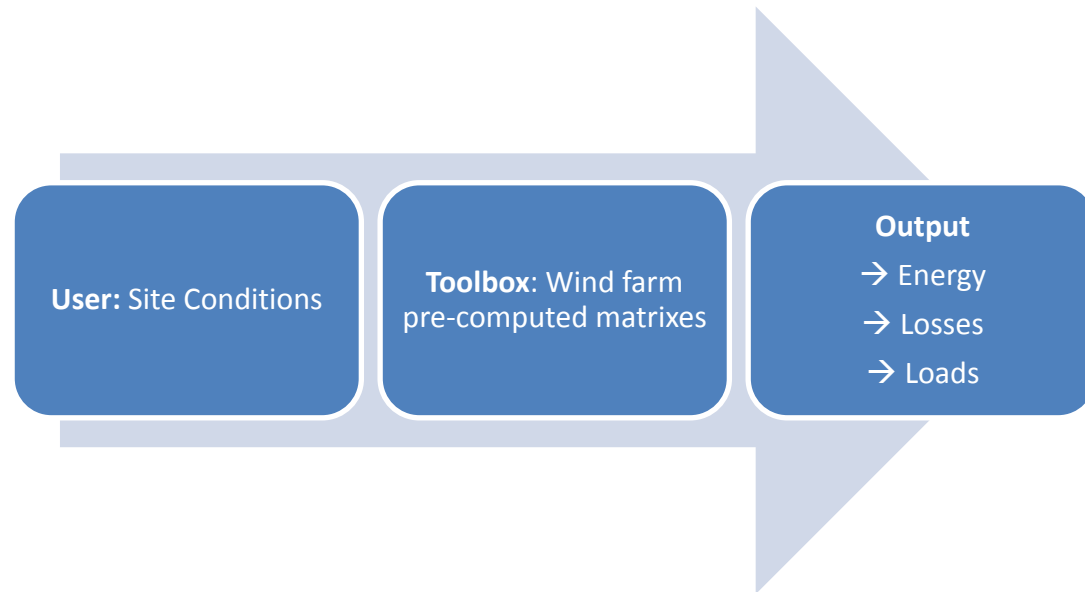 User: Site Conditions
Toolbox: Wind farm
pre-computed matrixes
Output
→ Energy
→ Losses
→ Loads